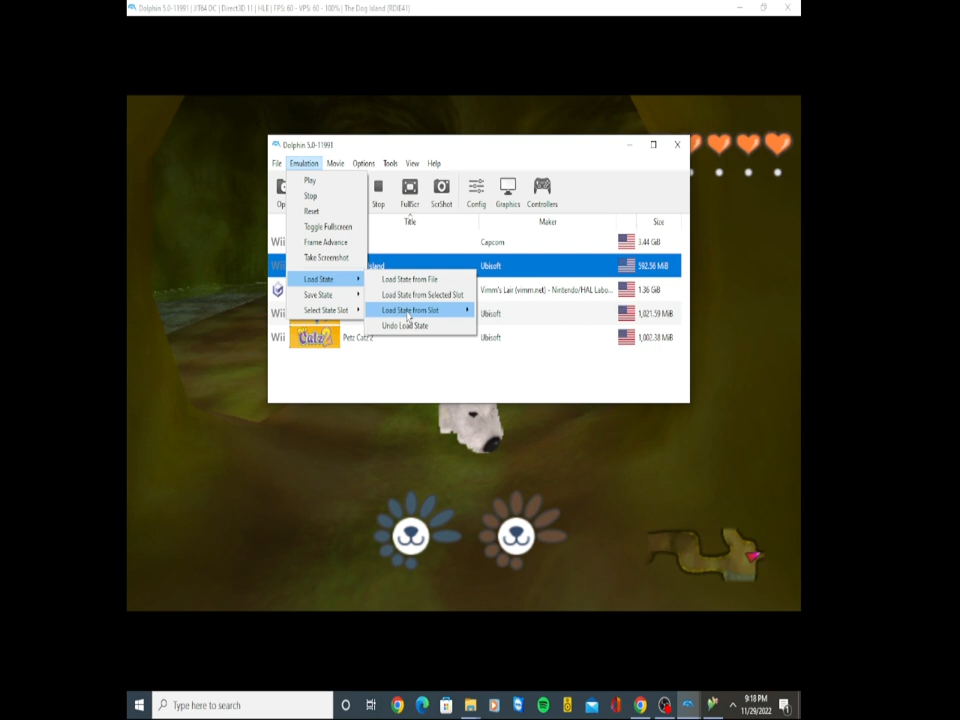 Dolphin 5.0-11991 | JIT64 DC | Direct3D 11 | HLE | FPS: 60 - VPS: 60 - 100% | The Dog Island [RDIE41]
Dolphin 5.0-11991
File Emulation Movie Options Tools View Help
Play
Stop
Reset
Toggle Fullscreen
Frame Advance
Take Screenshot
Load State
Save State
Select State Slot
Op
Stop FullScr ScrShot Config Graphics Controllers
Title Maker Size
Wii Capcom 3.44 GiB
Wii Island Ubisoft 592.56 MiB
Vimm's Lair (vimm.net) - Nintendo/HAL Labo... 1.36 GiB
Wii Ubisoft 1,021.59 MiB
Wii Catz 2 Petz Catz 2 Ubisoft 1,002.38 MiB
Load State from File
Load State from Selected Slot
Load State from Slot
Undo Load State
Type here to search
9:18 PM
11/29/2022